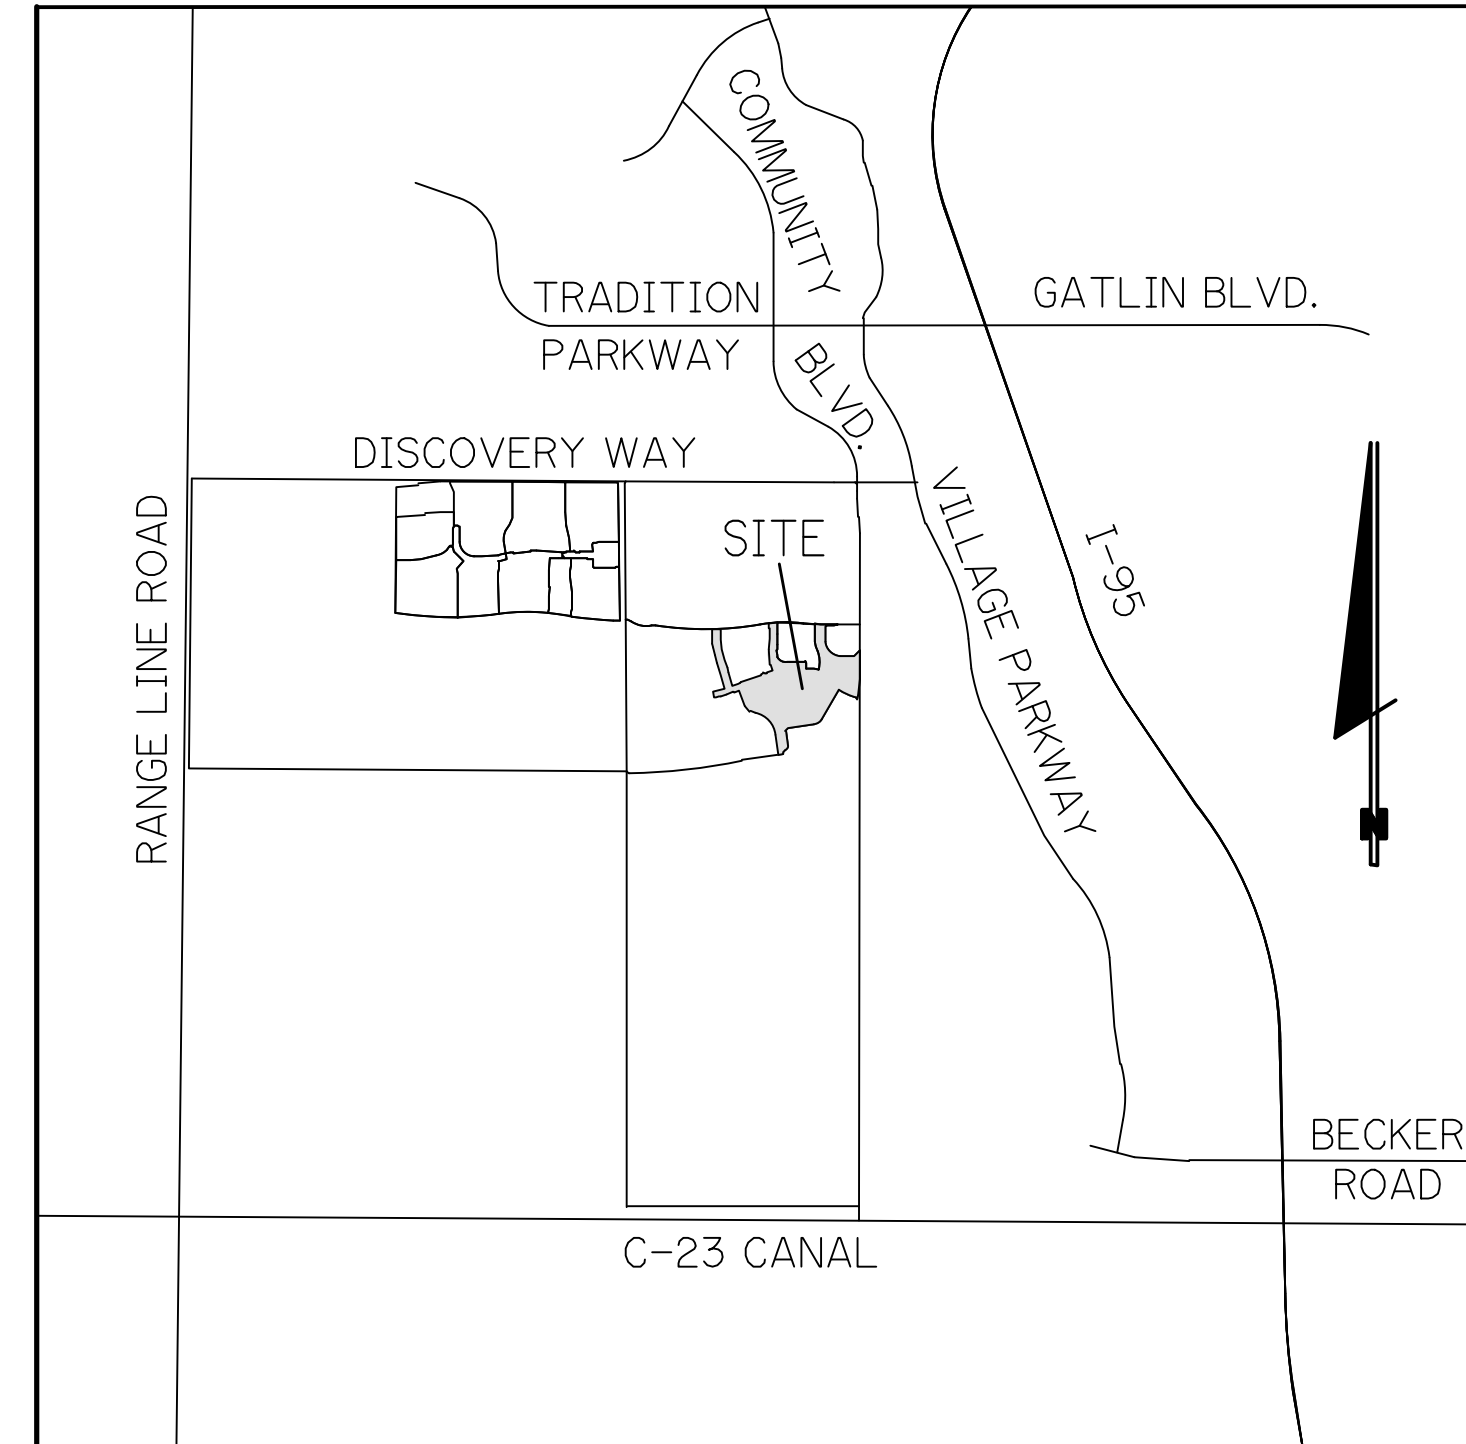 COMMUNITY
BLVD.
TRADITION
PARKWAY
GATLIN BLVD.
DISCOVERY WAY
SITE
VILLAGE PARKWAY
I-95
RANGE LINE ROAD
N
BECKER
ROAD
C-23 CANAL